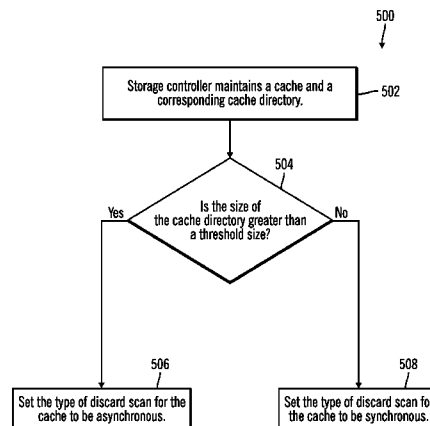 500
Storage controller maintains a cache and a
corresponding cache directory.
502
504
Is the size of
the cache directory greater than
a threshold size?
Yes
No
506
Set the type of discard scan for the
cache to be asynchronous.
508
Set the type of discard scan fo
the cache to be synchronous.